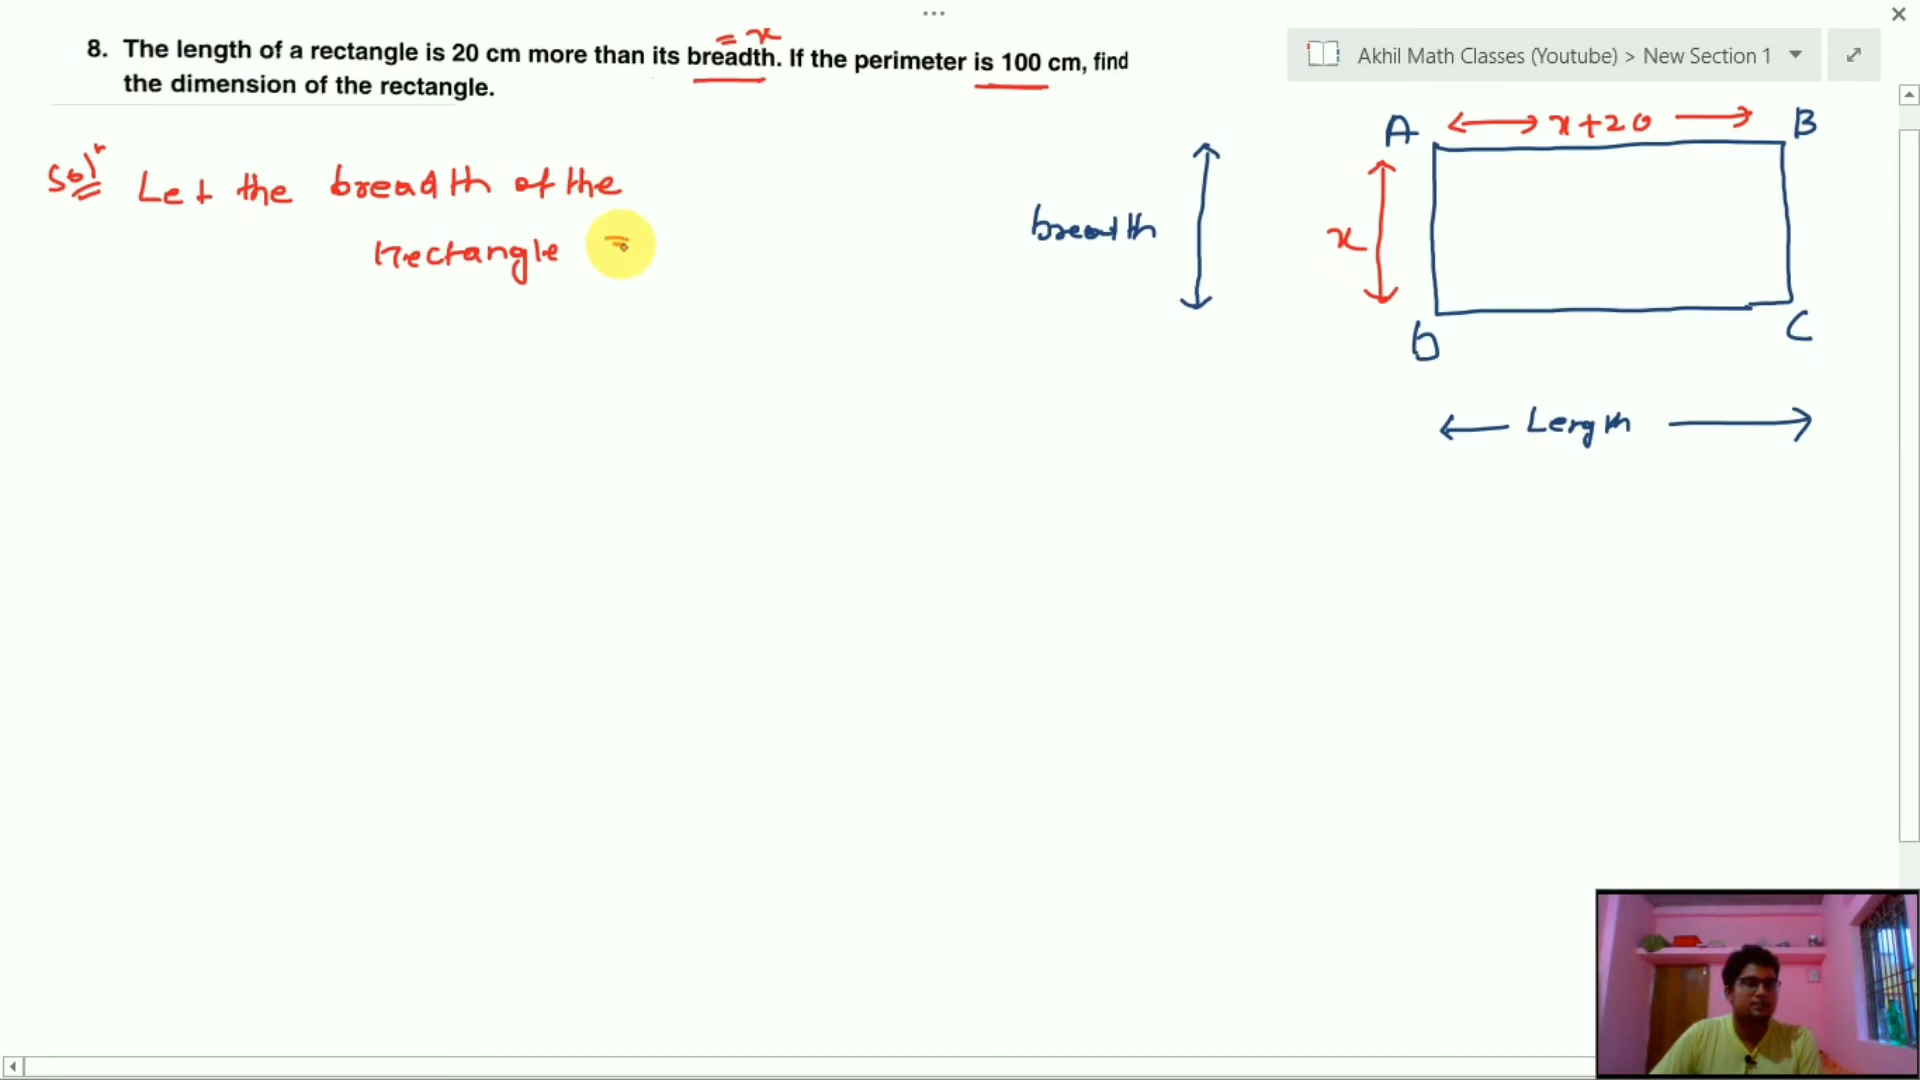 8. The length of a rectangle is 20 cm more than its breadth. If the perimeter is 100 cm, find
= x
the dimension of the rectangle.
Akhil Math Classes (Youtube) > New Section 1
Solⁿ Let the breadth of the
rectangle =
A x+20 B
breadth
x
D C
Length